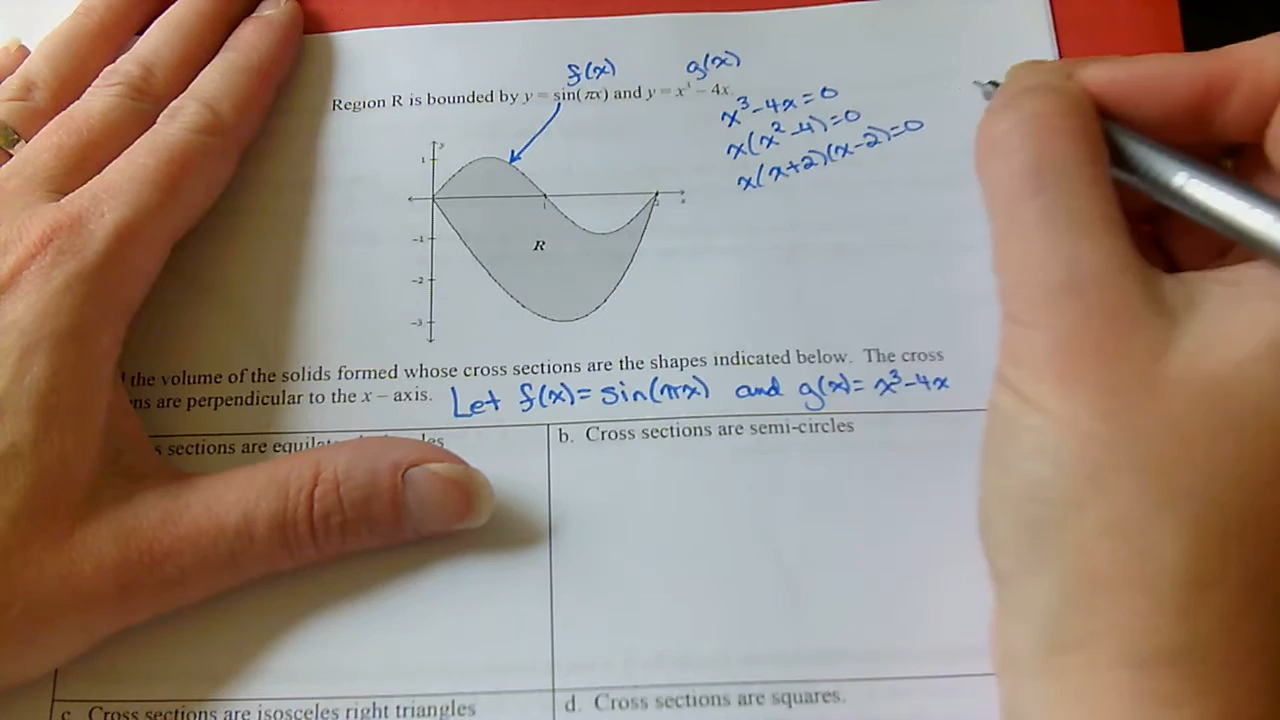 f(x) g(x)
Region R is bounded by y = sin(πx) and y = x³ − 4x.
x³-4x=0
x(x²-4)=0
x(x+2)(x-2)=0
y
1
x
1
2
-1
R
-2
-3
the volume of the solids formed whose cross sections are the shapes indicated below. The cross
are perpendicular to the x – axis. Let f(x)= sin(πx) and g(x)= x³-4x
sections are
b. Cross sections are semi-circles
c. Cross sections are isosceles right triangles
d. Cross sections are squares.